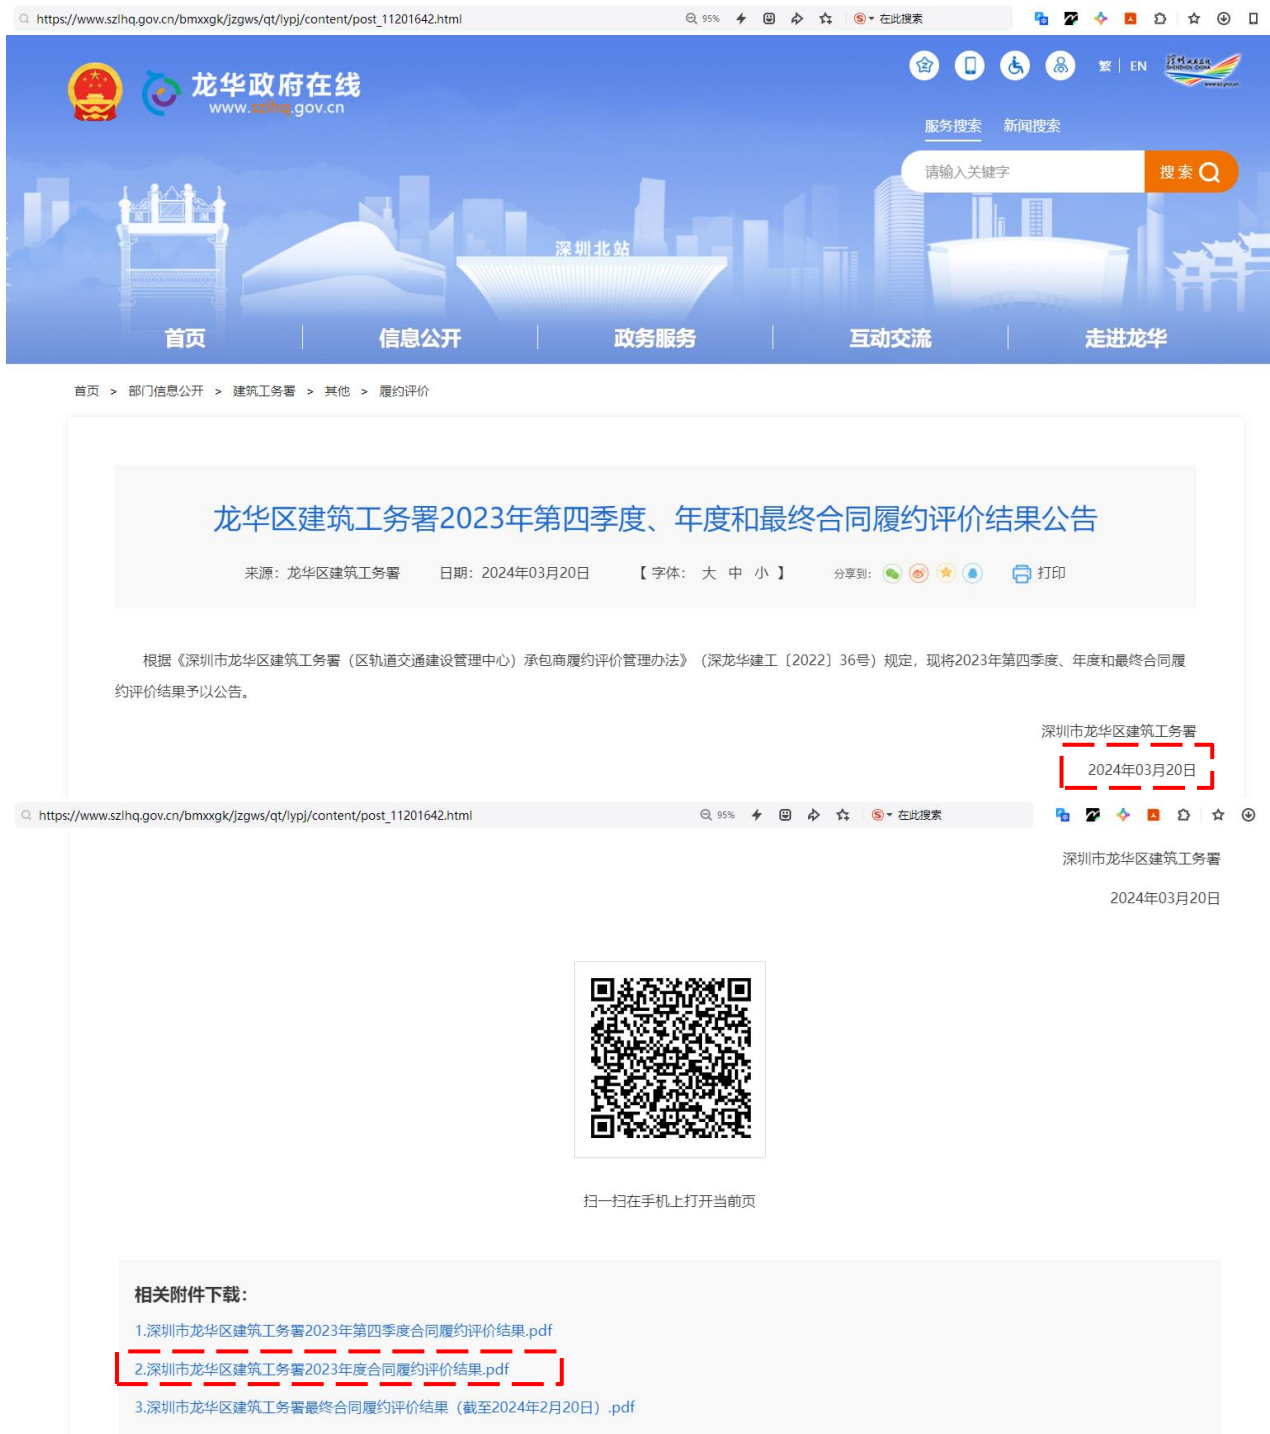 https://www.szlhq.gov.cn/bmxxgk/jzgws/qt/lypj/content/post_11201642.html
95%
在此搜索
龙华政府在线
www.szlhq.gov.cn
繁 | EN
服务搜索 新闻搜索
请输入关键字
搜索
深圳北站
首页 信息公开 政务服务 互动交流 走进龙华
首页 > 部门信息公开 > 建筑工务署 > 其他 > 履约评价
龙华区建筑工务署2023年第四季度、年度和最终合同履约评价结果公告
来源：龙华区建筑工务署 日期：2024年03月20日 【 字体： 大 中 小 】 分享到： 打印
根据《深圳市龙华区建筑工务署（区轨道交通建设管理中心）承包商履约评价管理办法》（深龙华建工〔2022〕36号）规定，现将2023年第四季度、年度和最终合同履
约评价结果予以公告。
深圳市龙华区建筑工务署
2024年03月20日
https://www.szlhq.gov.cn/bmxxgk/jzgws/qt/lypj/content/post_11201642.html
95%
在此搜索
深圳市龙华区建筑工务署
2024年03月20日
扫一扫在手机上打开当前页
相关附件下载：
1.深圳市龙华区建筑工务署2023年第四季度合同履约评价结果.pdf
2.深圳市龙华区建筑工务署2023年度合同履约评价结果.pdf
3.深圳市龙华区建筑工务署最终合同履约评价结果（截至2024年2月20日）.pdf